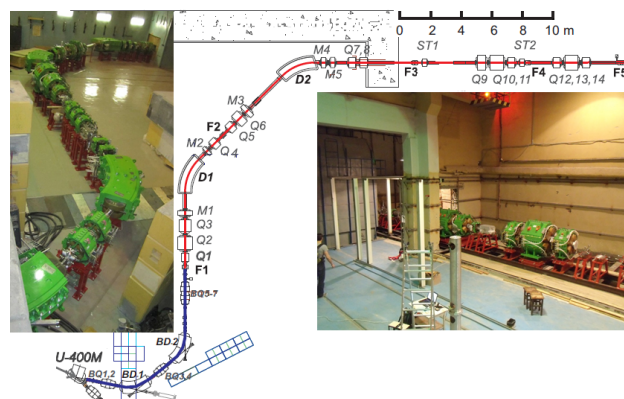 0 2 4 6 8 10 m
ST1
ST2
M4
M5
Q7,8
D2
F3
Q9
Q10,11
F4
Q12,13,14
F5
M3
F2
Q6
Q5
M2
Q4
D1
M1
Q3
Q2
Q1
F1
BQ5-7
BD2
U-400M
BQ1,2
BD1
BQ3,4